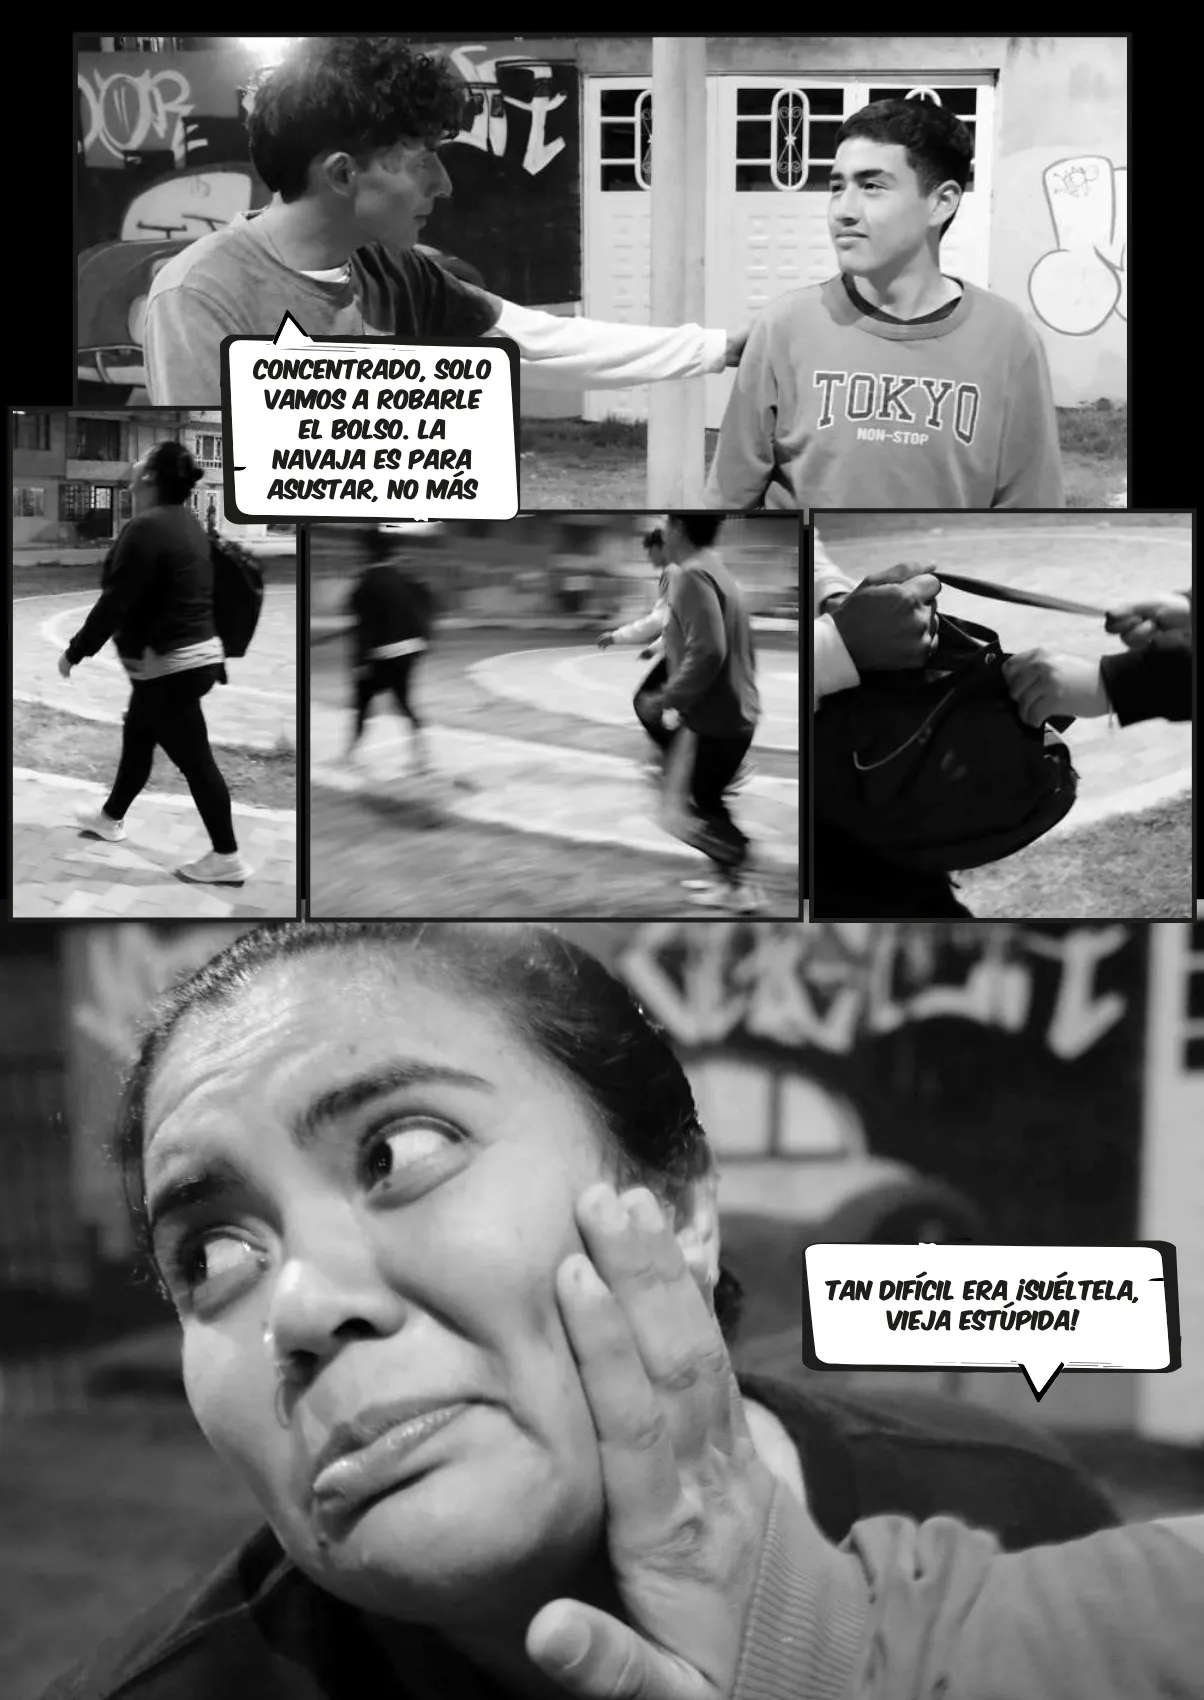 CONCENTRADO, SOLO
VAMOS A ROBARLE
EL BOLSO. LA
NAVAJA ES PARA
ASUSTAR, NO MÁS
TOKYO
NON-STOP
TAN DIFÍCIL ERA ¡SUÉLTELA,
VIEJA ESTÚPIDA!